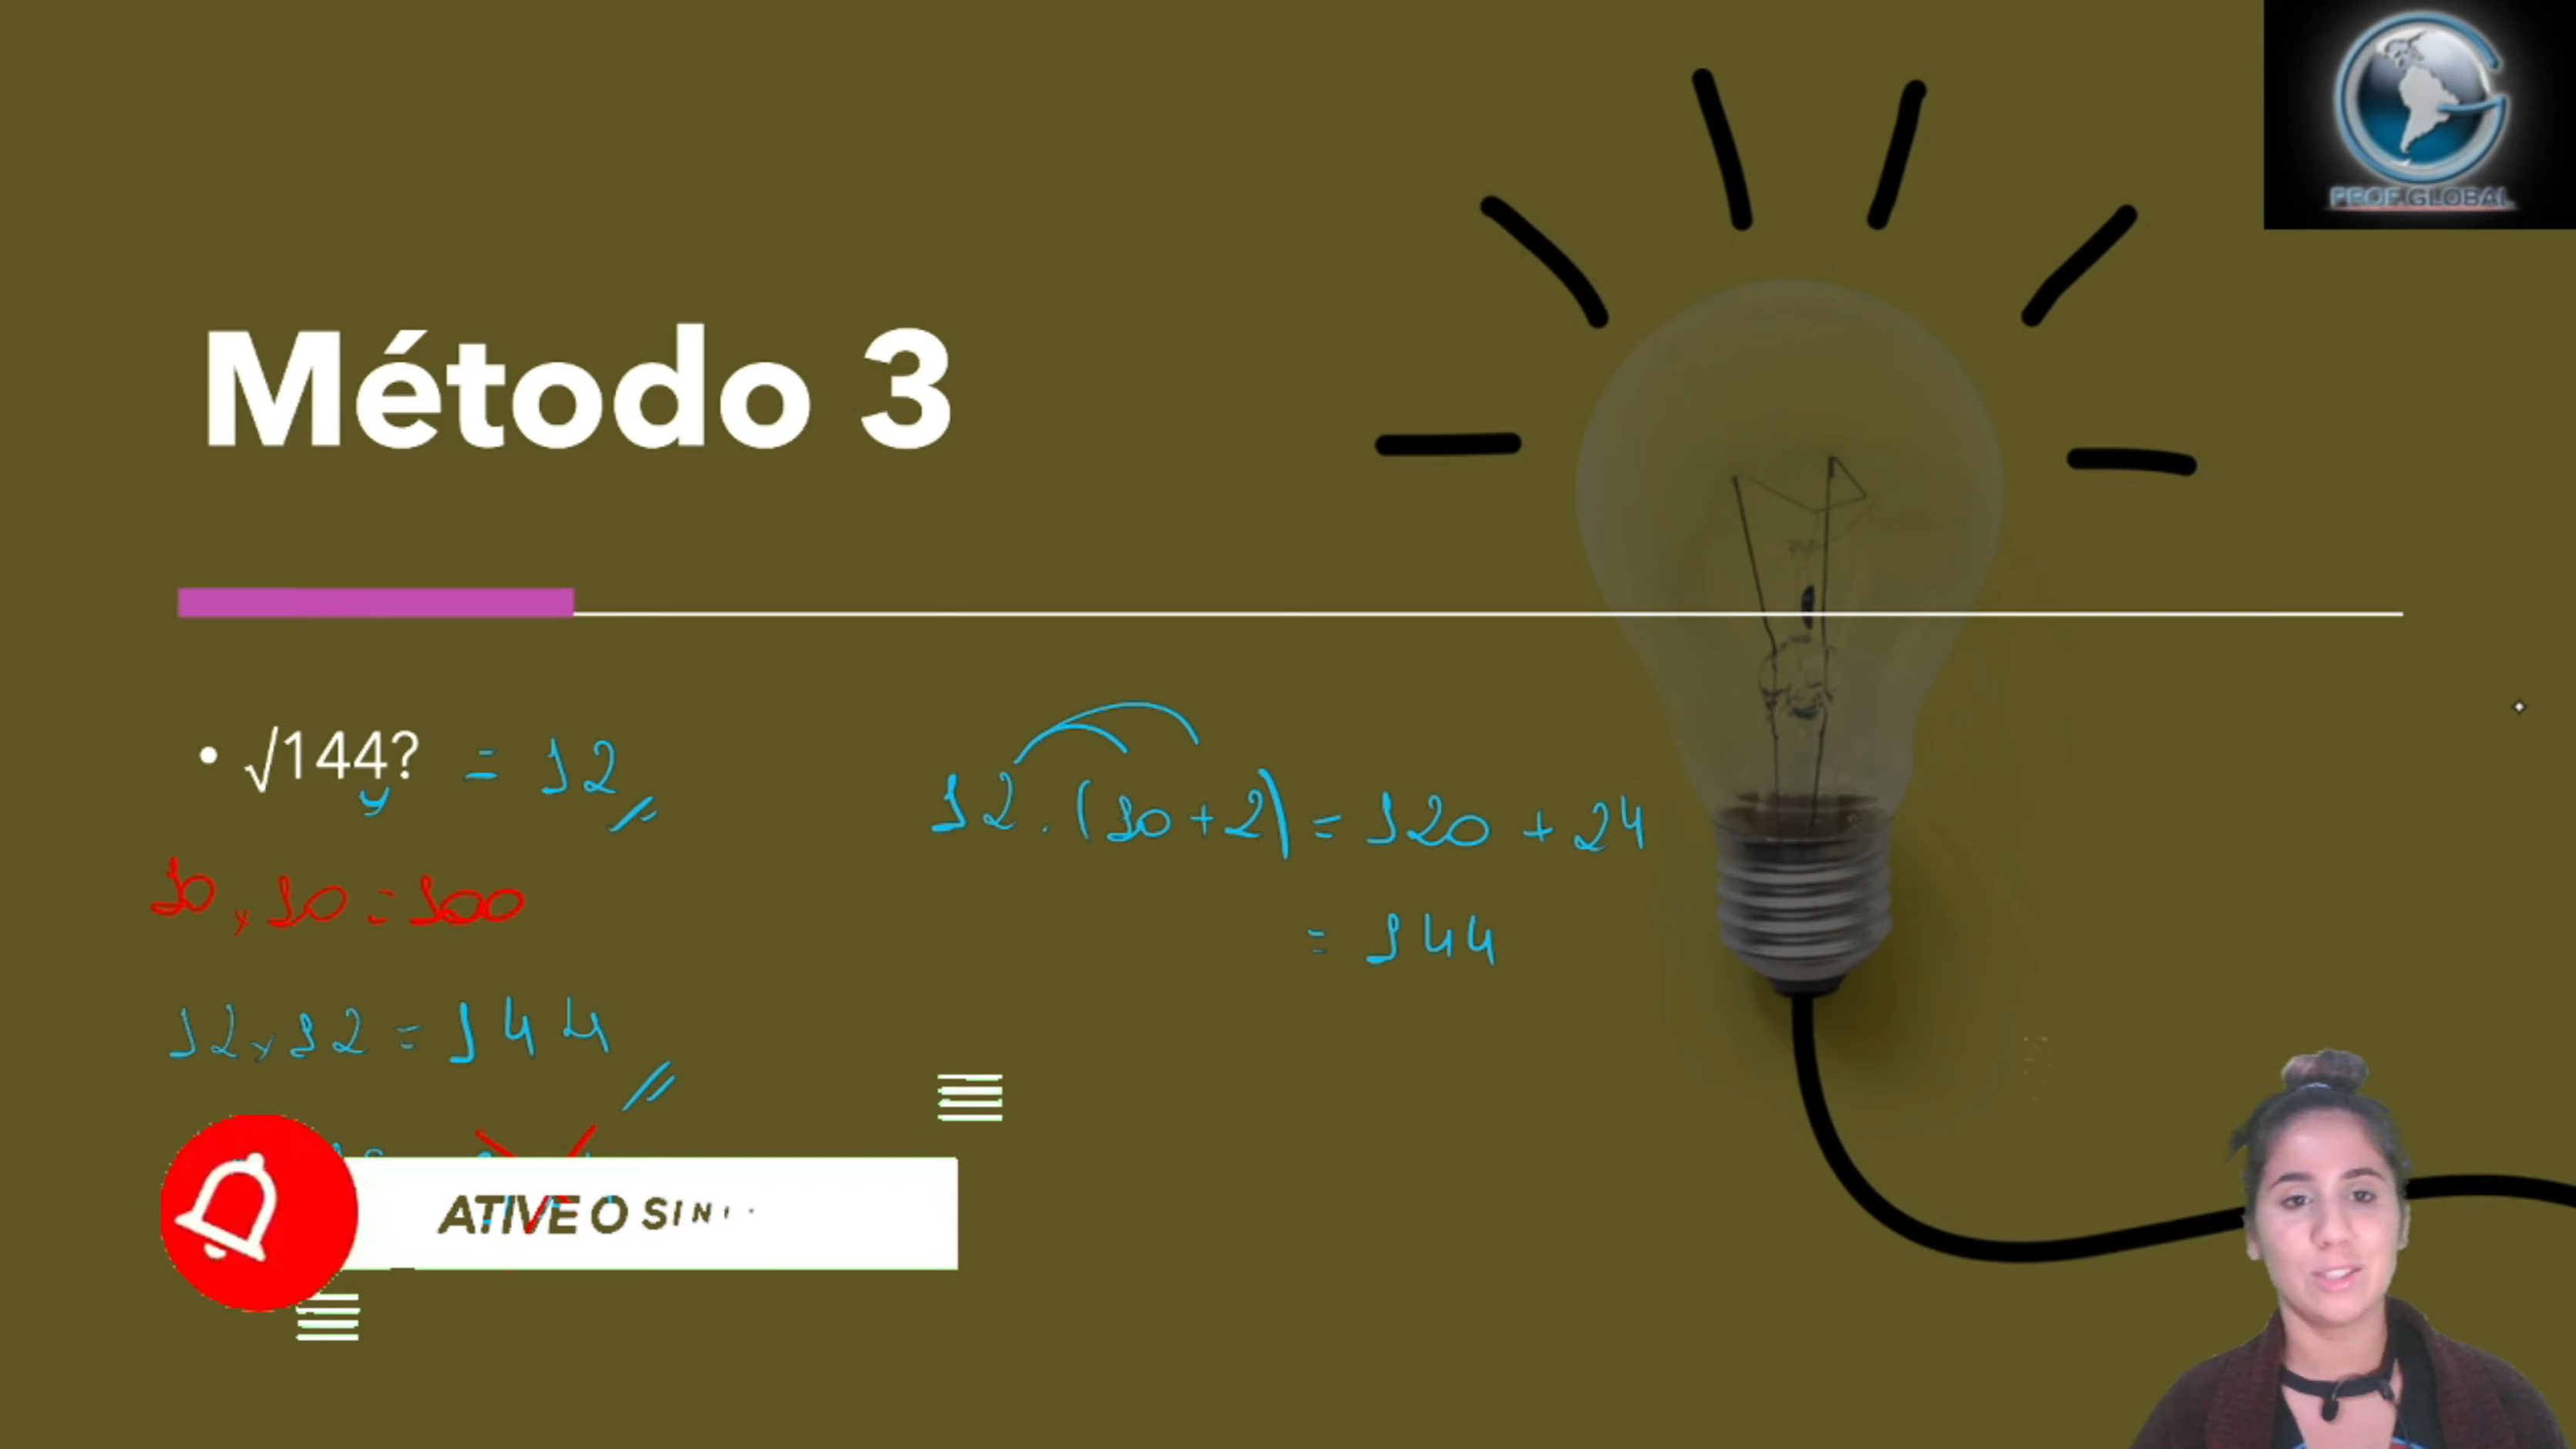 PROF.GLOBAL
Método 3
• √144? = 12
10 x 10 = 100
12 x 12 = 144
12 . (10 + 2) = 120 + 24
= 144
ATIVE O SIN